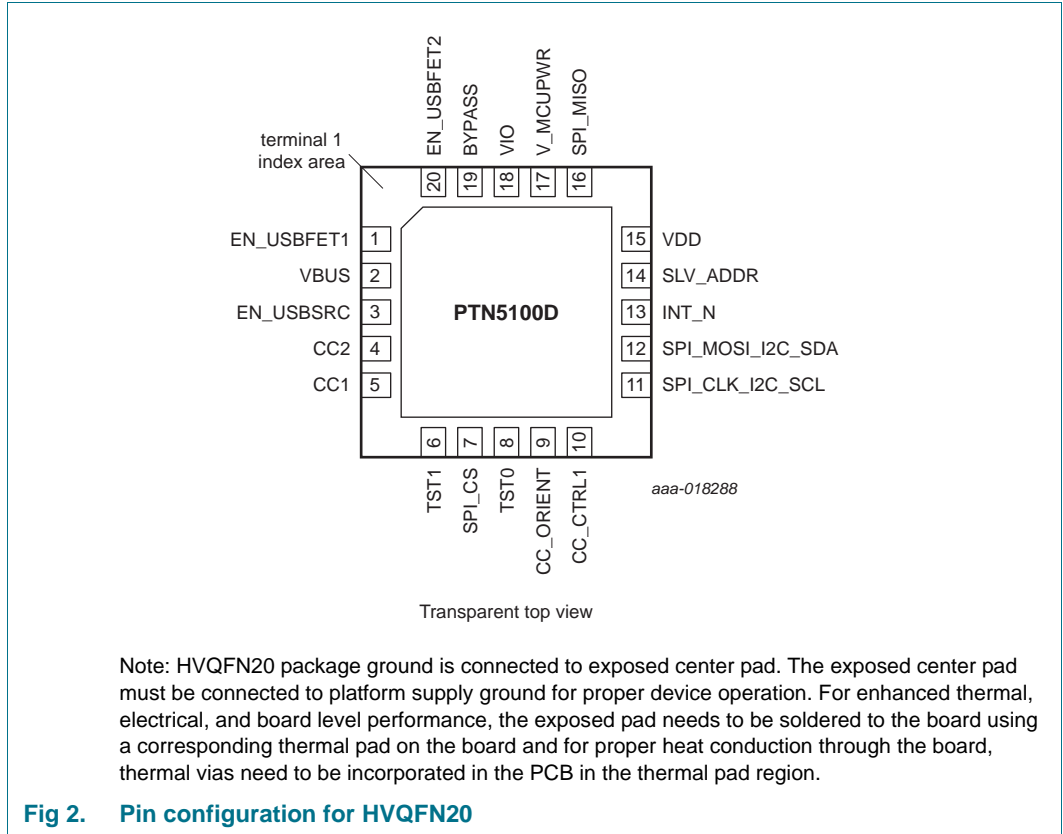 EN_USBFET2
BYPASS
VIO
V_MCUPWR
SPI_MISO
terminal 1
index area
20
19
18
17
16
EN_USBFET1 1
15 VDD
VBUS 2
14 SLV_ADDR
EN_USBSRC 3
PTN5100D
13 INT_N
CC2 4
12 SPI_MOSI_I2C_SDA
CC1 5
11 SPI_CLK_I2C_SCL
6
7
8
9
10
TST1
SPI_CS
TST0
CC_ORIENT
CC_CTRL1
aaa-018288
Transparent top view
Note: HVQFN20 package ground is connected to exposed center pad. The exposed center pad
must be connected to platform supply ground for proper device operation. For enhanced thermal,
electrical, and board level performance, the exposed pad needs to be soldered to the board using
a corresponding thermal pad on the board and for proper heat conduction through the board,
thermal vias need to be incorporated in the PCB in the thermal pad region.
Fig 2. Pin configuration for HVQFN20